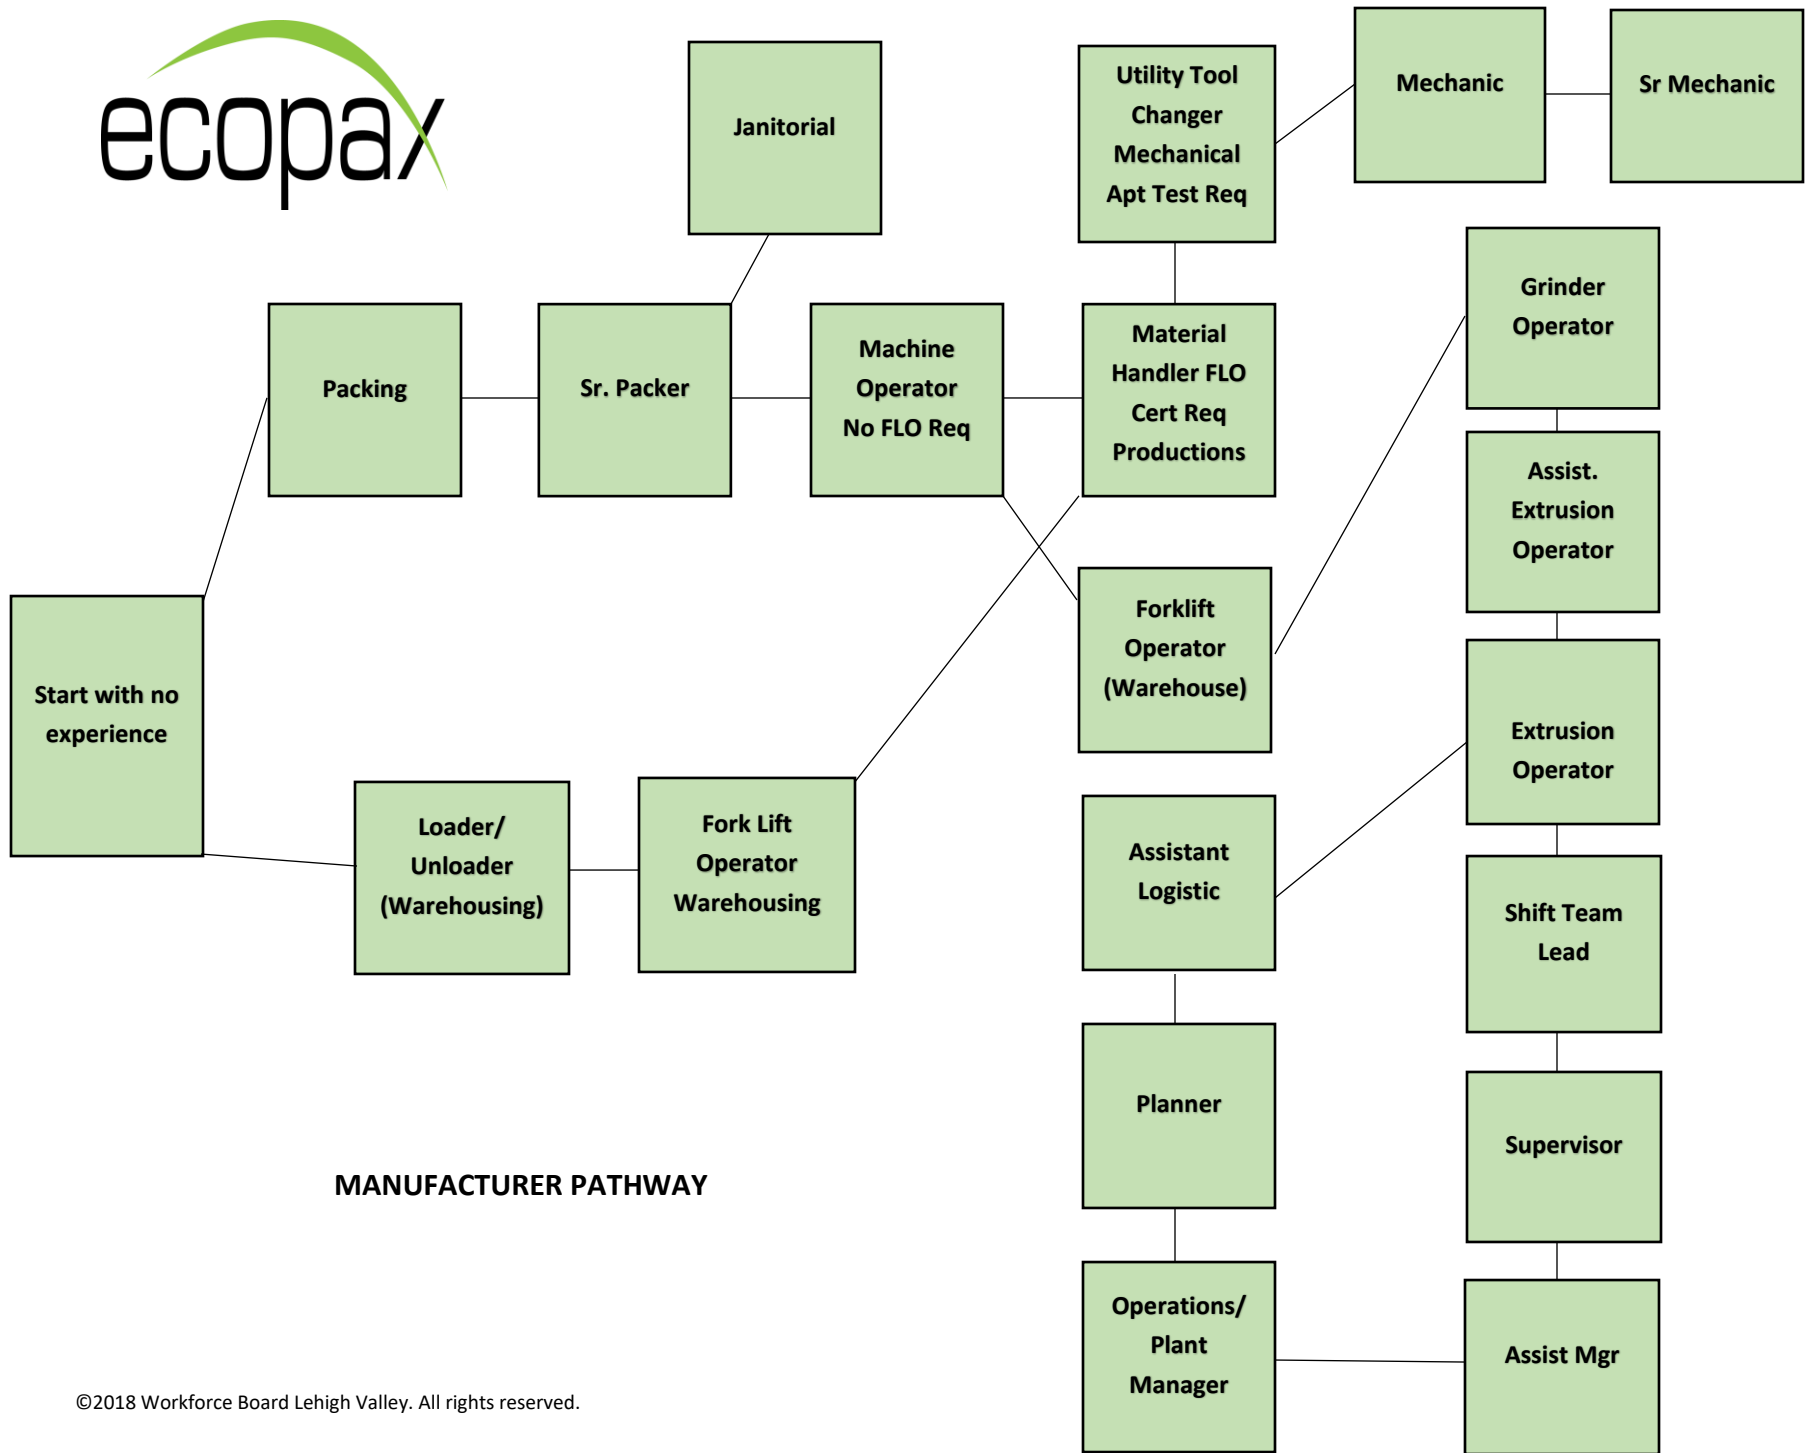 ecopax
Janitorial
Utility Tool
Changer
Mechanical
Apt Test Req
Mechanic
Sr Mechanic
Packing
Sr. Packer
Machine
Operator
No FLO Req
Material
Handler FLO
Cert Req
Productions
Grinder
Operator
Assist.
Extrusion
Operator
Start with no
experience
Forklift
Operator
(Warehouse)
Extrusion
Operator
Loader/
Unloader
(Warehousing)
Fork Lift
Operator
Warehousing
Assistant
Logistic
Shift Team
Lead
Planner
Supervisor
MANUFACTURER PATHWAY
Operations/
Plant
Manager
Assist Mgr
©2018 Workforce Board Lehigh Valley. All rights reserved.